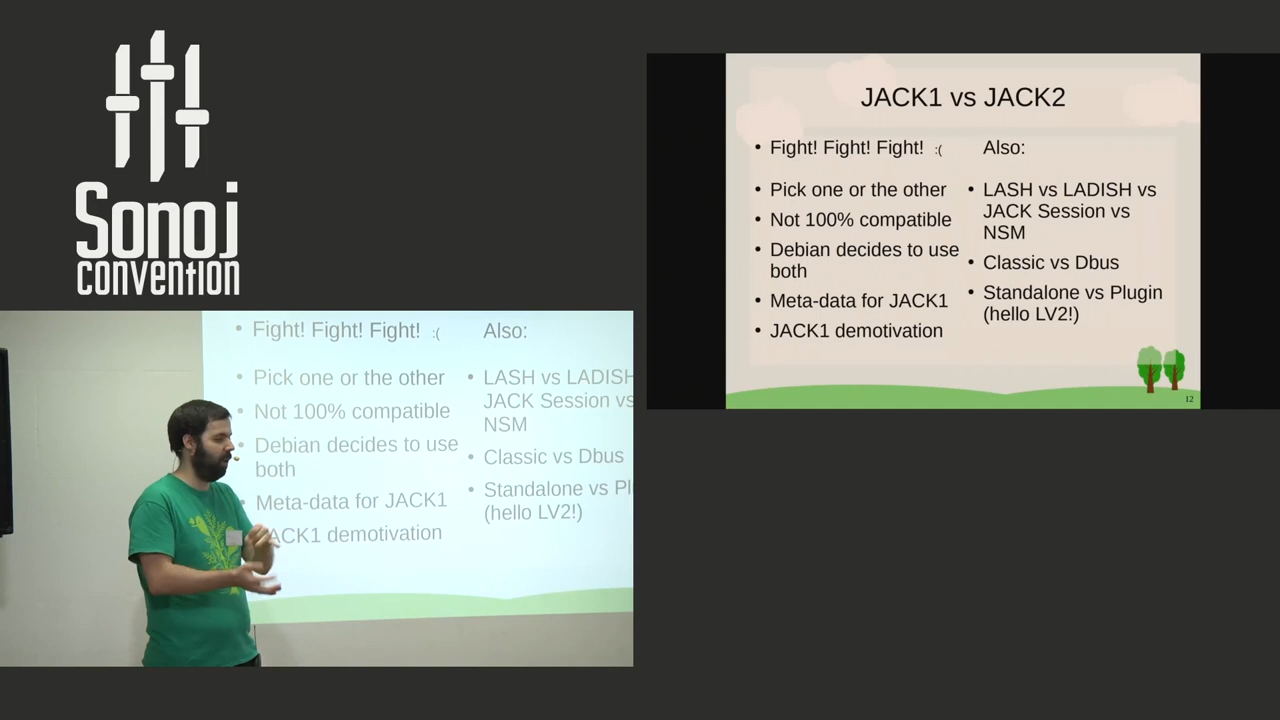 Sonoj
convention
JACK1 vs JACK2
• Fight! Fight! Fight! :(
• Pick one or the other
• Not 100% compatible
• Debian decides to use
both
• Meta-data for JACK1
• JACK1 demotivation
Also:
• LASH vs LADISH vs
JACK Session vs
NSM
• Classic vs Dbus
• Standalone vs Plugin
(hello LV2!)
12
• Fight! Fight! Fight! :(
• Pick one or the other
• Not 100% compatible
• Debian decides to use
both
• Meta-data for JACK1
ACK1 demotivation
Also:
• LASH vs LADISH
JACK Session vs
NSM
• Classic vs Dbus
• Standalone vs Pl
(hello LV2!)